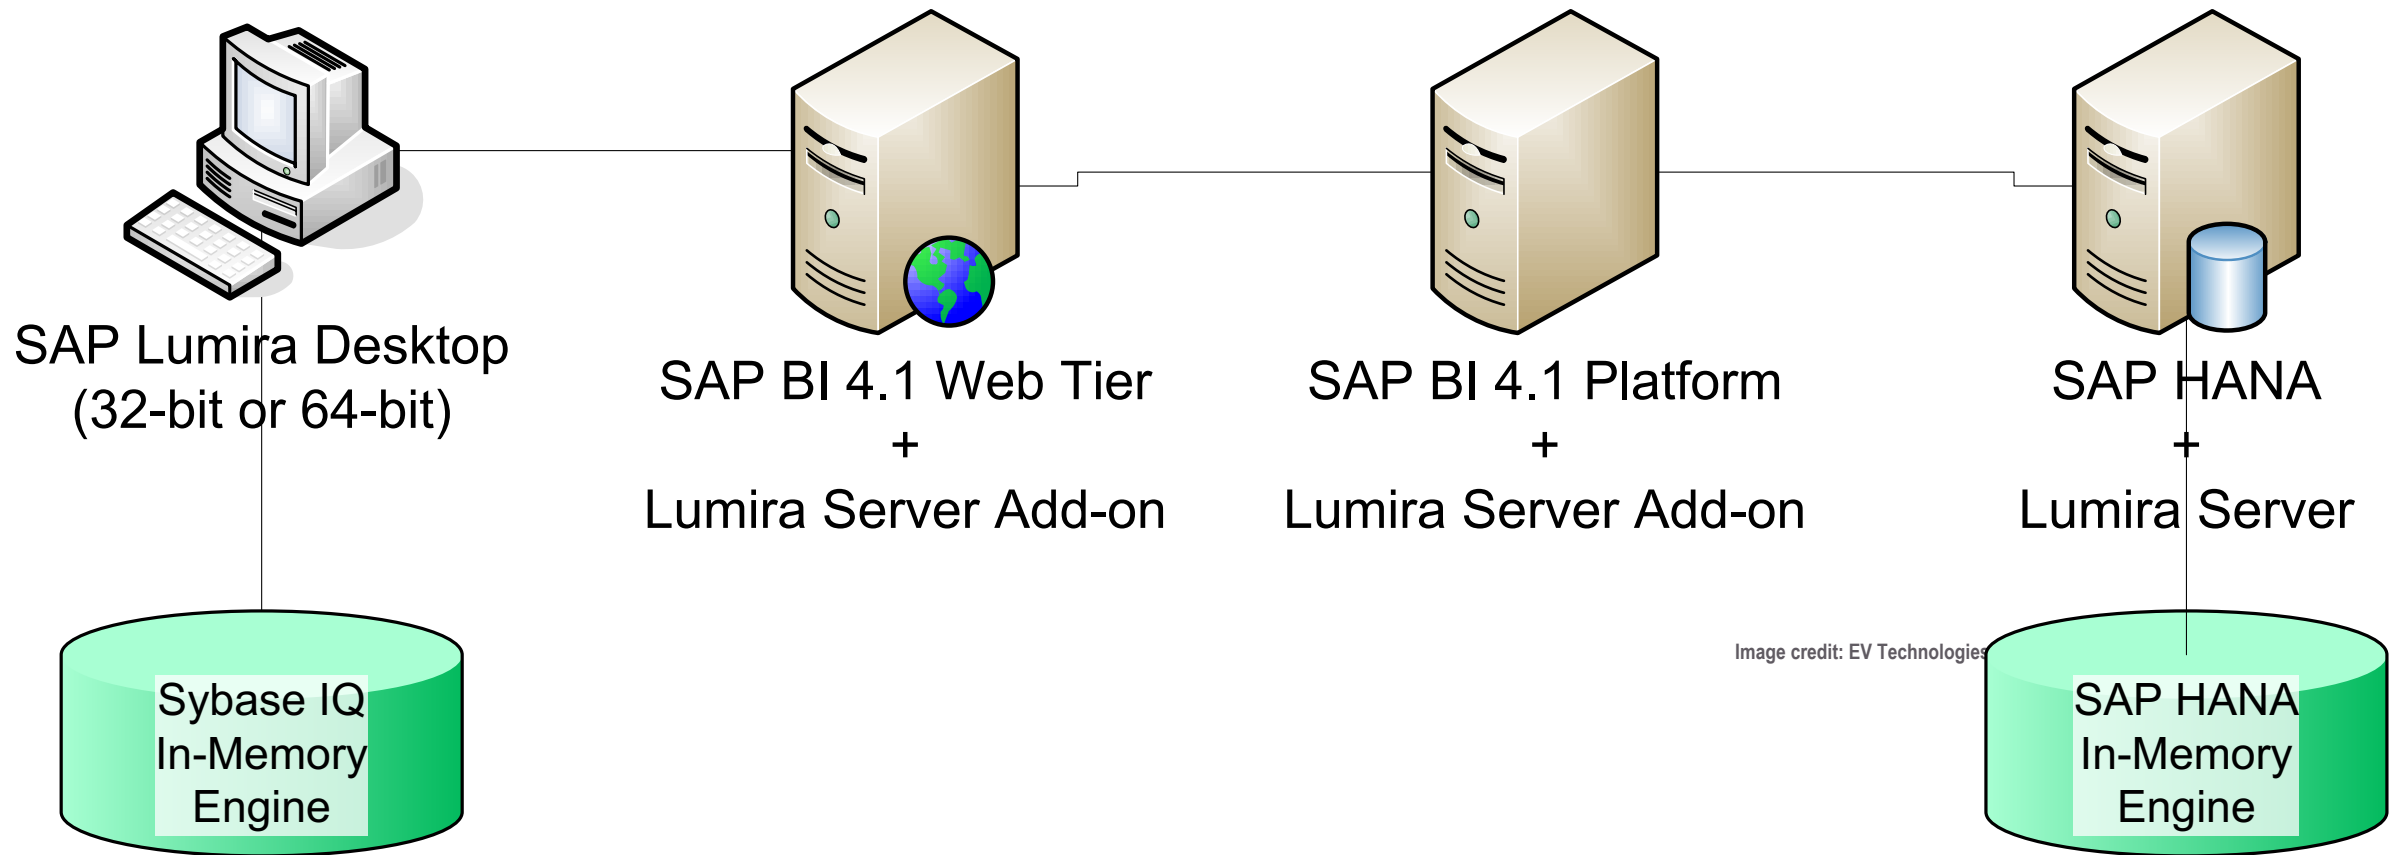 SAP Lumira Desktop
(32-bit or 64-bit)
SAP BI 4.1 Web Tier
+
Lumira Server Add-on
SAP BI 4.1 Platform
+
Lumira Server Add-on
SAP HANA
+
Lumira Server
Sybase IQ
In-Memory
Engine
Image credit: EV Technologies
SAP HANA
In-Memory
Engine